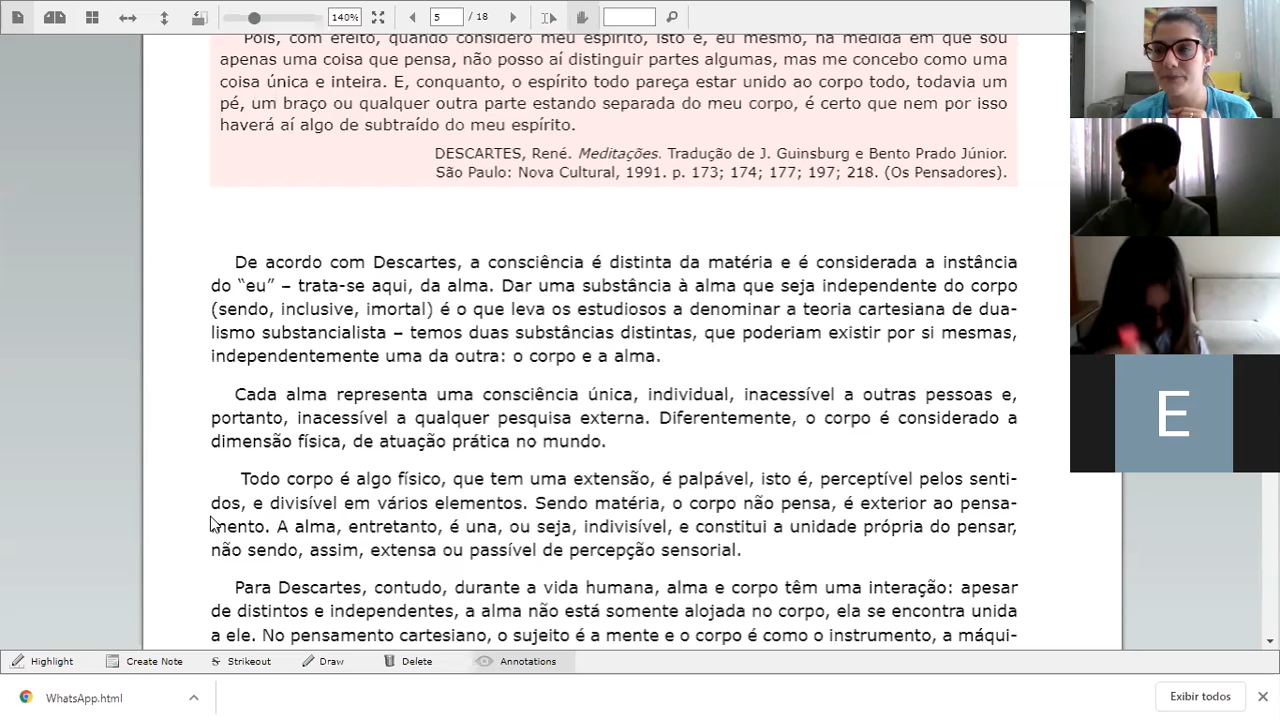 140%
5
/ 18
Pois, com efeito, quando considero meu espírito, isto é, eu mesmo, na medida em que sou
apenas uma coisa que pensa, não posso aí distinguir partes algumas, mas me concebo como uma
coisa única e inteira. E, conquanto, o espírito todo pareça estar unido ao corpo todo, todavia um
pé, um braço ou qualquer outra parte estando separada do meu corpo, é certo que nem por isso
haverá aí algo de subtraído do meu espírito.
DESCARTES, René. Meditações. Tradução de J. Guinsburg e Bento Prado Júnior.
São Paulo: Nova Cultural, 1991. p. 173; 174; 177; 197; 218. (Os Pensadores).
De acordo com Descartes, a consciência é distinta da matéria e é considerada a instância
do “eu” – trata-se aqui, da alma. Dar uma substância à alma que seja independente do corpo
(sendo, inclusive, imortal) é o que leva os estudiosos a denominar a teoria cartesiana de dua-
lismo substancialista – temos duas substâncias distintas, que poderiam existir por si mesmas,
independentemente uma da outra: o corpo e a alma.
Cada alma representa uma consciência única, individual, inacessível a outras pessoas e,
portanto, inacessível a qualquer pesquisa externa. Diferentemente, o corpo é considerado a
dimensão física, de atuação prática no mundo.
Todo corpo é algo físico, que tem uma extensão, é palpável, isto é, perceptível pelos senti-
dos, e divisível em vários elementos. Sendo matéria, o corpo não pensa, é exterior ao pensa-
mento. A alma, entretanto, é una, ou seja, indivisível, e constitui a unidade própria do pensar,
não sendo, assim, extensa ou passível de percepção sensorial.
Para Descartes, contudo, durante a vida humana, alma e corpo têm uma interação: apesar
de distintos e independentes, a alma não está somente alojada no corpo, ela se encontra unida
a ele. No pensamento cartesiano, o sujeito é a mente e o corpo é como o instrumento, a máqui-
E
Highlight
Create Note
Strikeout
Draw
Delete
Annotations
WhatsApp.html
Exibir todos